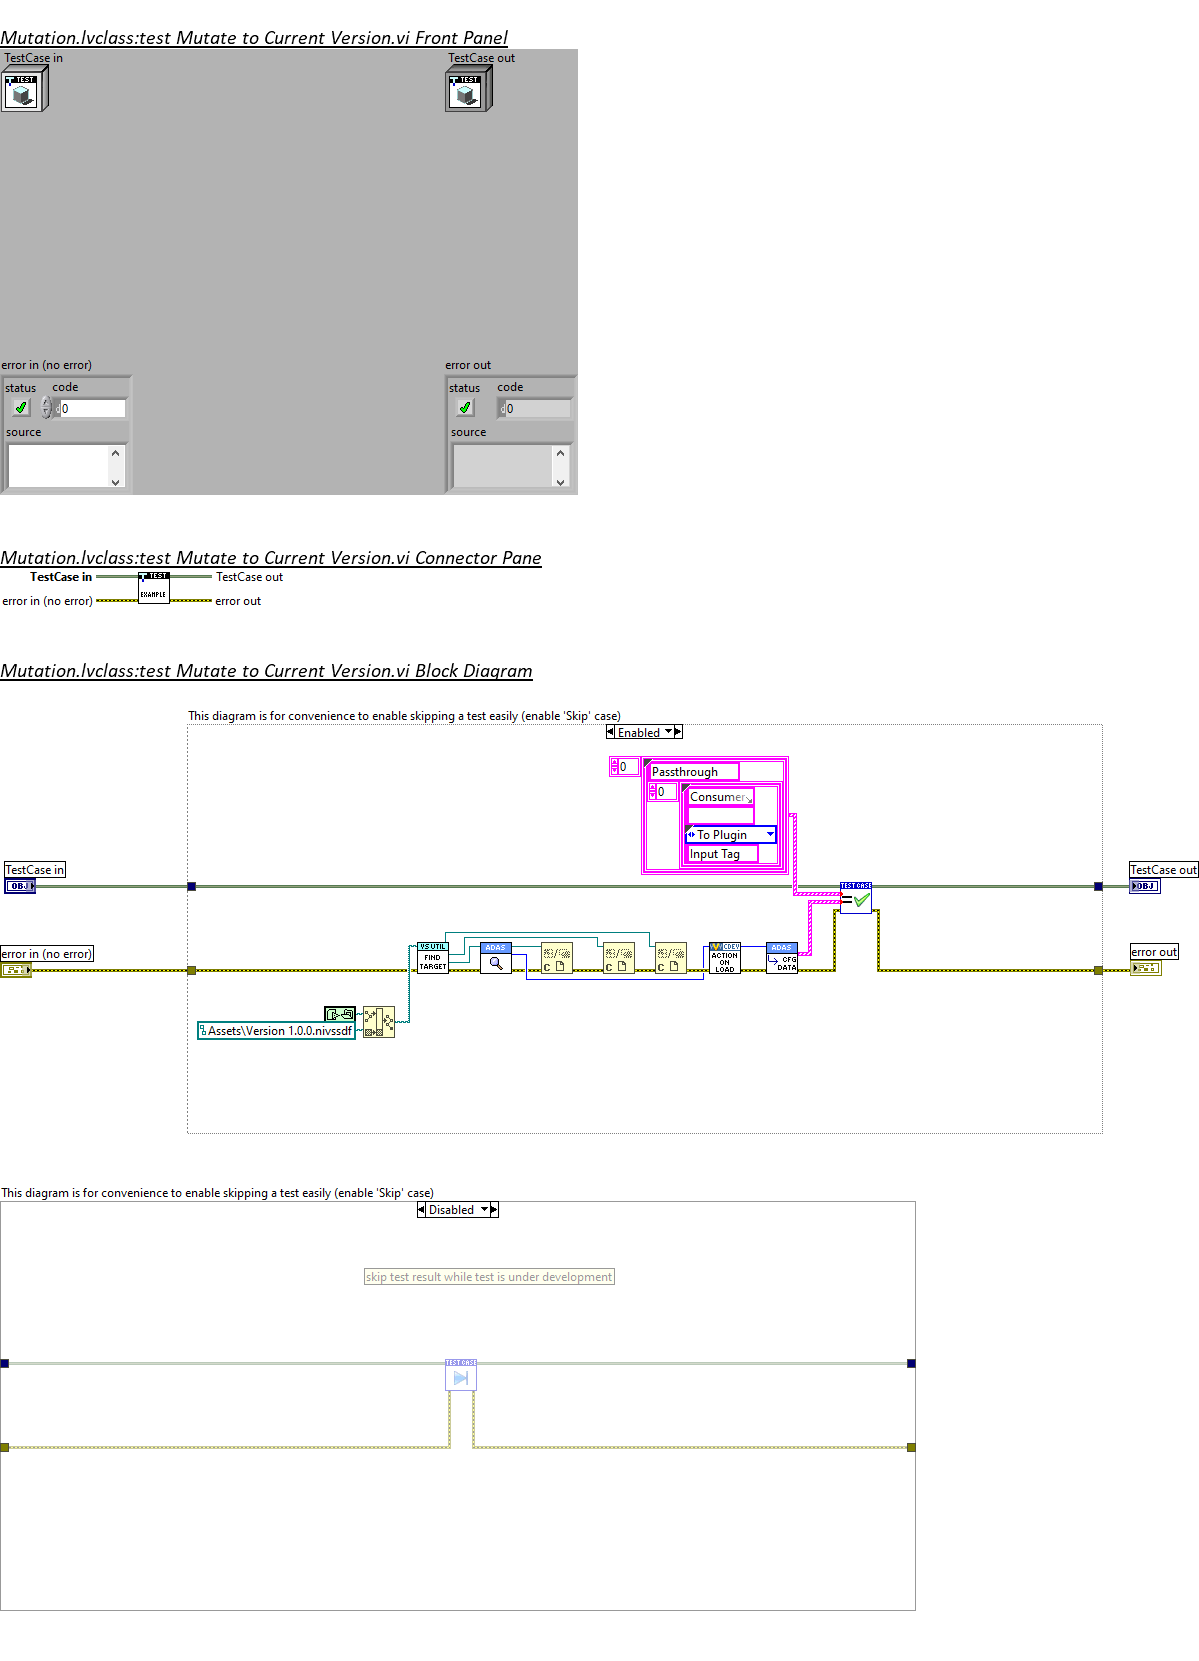 Mutation.lvclass:test Mutate to Current Version.vi Front Panel
TestCase in
TestCase out
TEST
TEST
error in (no error)
error out
status code
status code
d 0
d 0
source
source
Mutation.lvclass:test Mutate to Current Version.vi Connector Pane
TestCase in
TEST
TestCase out
error in (no error)
EXAMPLE
error out
Mutation.lvclass:test Mutate to Current Version.vi Block Diagram
This diagram is for convenience to enable skipping a test easily (enable 'Skip' case)
Enabled
0
Passthrough
0
Consumer
To Plugin
Input Tag
TestCase in
OBJ
TEST CASE
TestCase out
OBJ
error in (no error)
error out
VS UTIL
FIND
TARGET
ADAS
C
C
C
CDEV
ACTION
ON
LOAD
ADAS
CFG
DATA
Assets\Version 1.0.0.nivssdf
This diagram is for convenience to enable skipping a test easily (enable 'Skip' case)
Disabled
skip test result while test is under development
TEST CASE